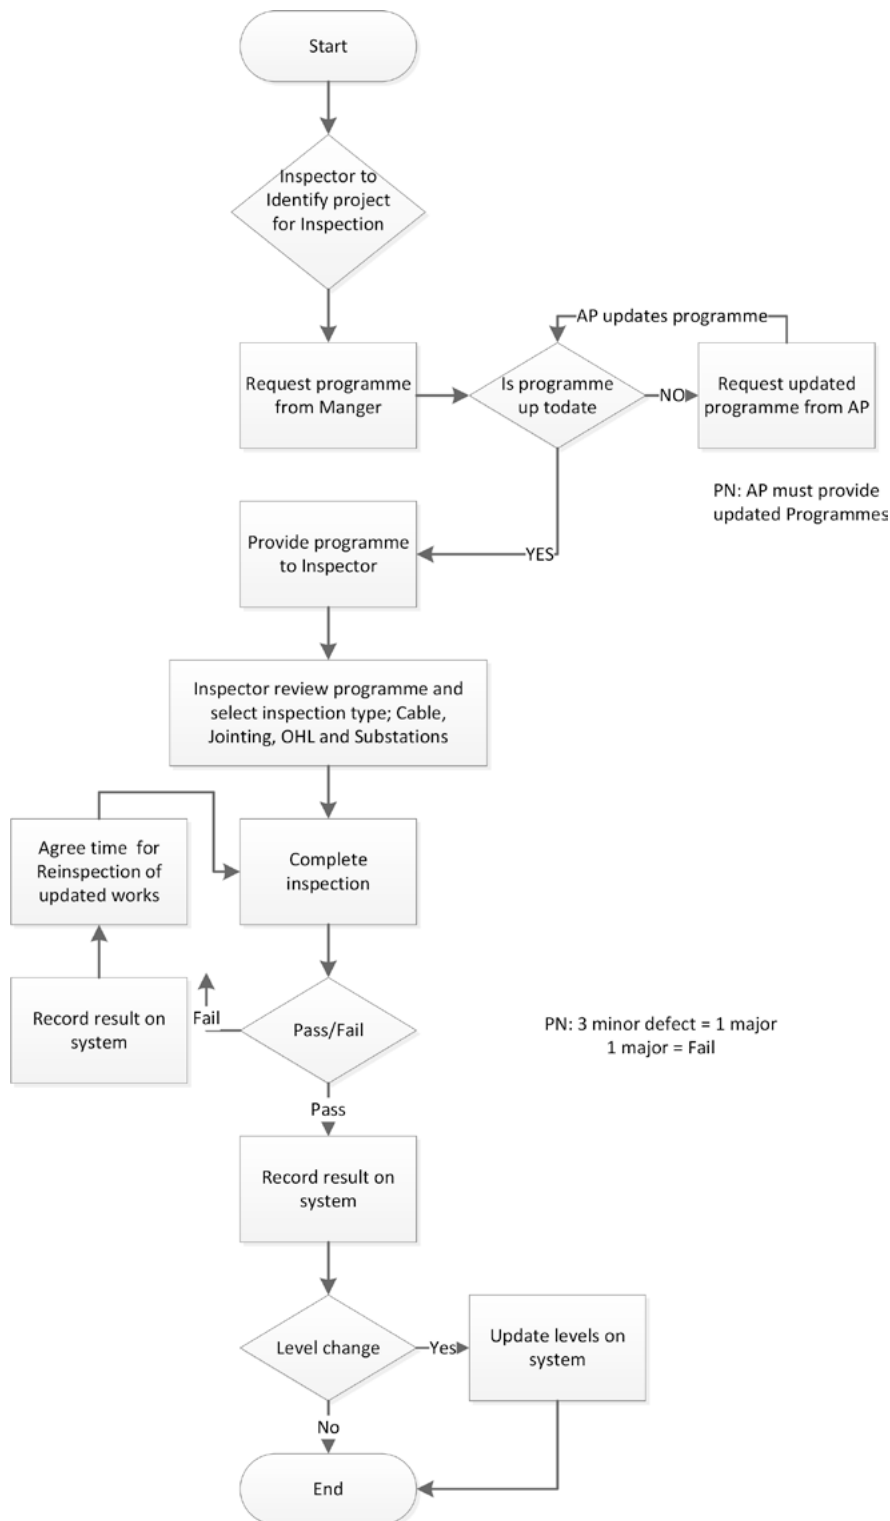 Start
Inspector to
Identify project
for Inspection
AP updates programme
Request programme
from Manger
Is programme
up todate
NO
Request updated
programme from AP
PN: AP must provide
updated Programmes
Provide programme
to Inspector
YES
Inspector review programme and
select inspection type; Cable,
Jointing, OHL and Substations
Agree time for
Reinspection of
updated works
Complete
inspection
Record result on
system
Fail
Pass/Fail
PN: 3 minor defect = 1 major
1 major = Fail
Pass
Record result on
system
Level change
Yes
Update levels on
system
No
End